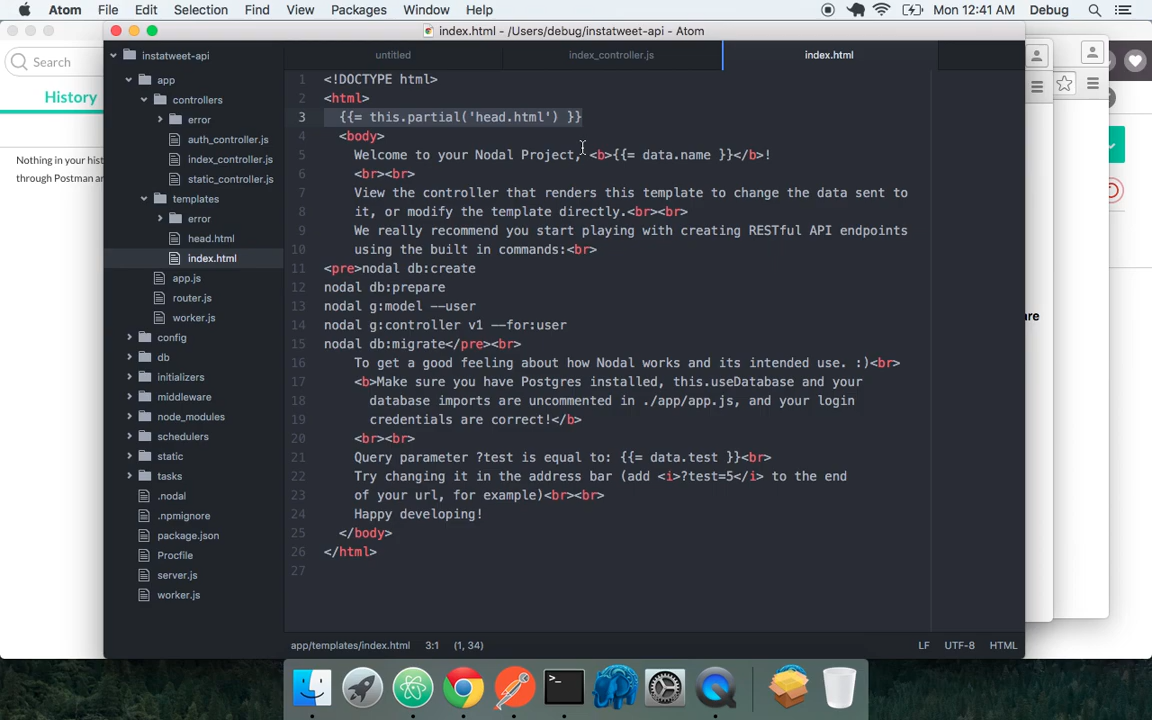 Atom File Edit Selection Find View Packages Window Help Mon 12:41 AM Debug
index.html - /Users/debug/instatweet-api - Atom
Search
History
Nothing in your hist
through Postman ar
instatweet-api
app
controllers
error
auth_controller.js
index_controller.js
static_controller.js
templates
error
head.html
index.html
app.js
router.js
worker.js
config
db
initializers
middleware
node_modules
schedulers
static
tasks
.nodal
.npmignore
package.json
Procfile
server.js
worker.js
untitled index_controller.js index.html
1 <!DOCTYPE html>
2 <html>
3 {{= this.partial('head.html') }}
4 <body>
5 Welcome to your Nodal Project, <b>{{= data.name }}</b>!
6 <br><br>
7 View the controller that renders this template to change the data sent to
8 it, or modify the template directly.<br><br>
9 We really recommend you start playing with creating RESTful API endpoints
10 using the built in commands:<br>
11 <pre>nodal db:create
12 nodal db:prepare
13 nodal g:model --user
14 nodal g:controller v1 --for:user
15 nodal db:migrate</pre><br>
16 To get a good feeling about how Nodal works and its intended use. :)<br>
17 <b>Make sure you have Postgres installed, this.useDatabase and your
18 database imports are uncommented in ./app/app.js, and your login
19 credentials are correct!</b>
20 <br><br>
21 Query parameter ?test is equal to: {{= data.test }}<br>
22 Try changing it in the address bar (add <i>?test=5</i> to the end
23 of your url, for example)<br><br>
24 Happy developing!
25 </body>
26 </html>
27
re
app/templates/index.html 3:1 (1, 34) LF UTF-8 HTML
>_